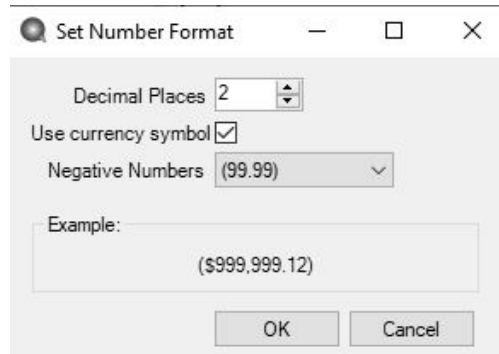 Set Number Format
Decimal Places 2
Use currency symbol
Negative Numbers (99.99)
Example:
($999,999.12)
OK Cancel